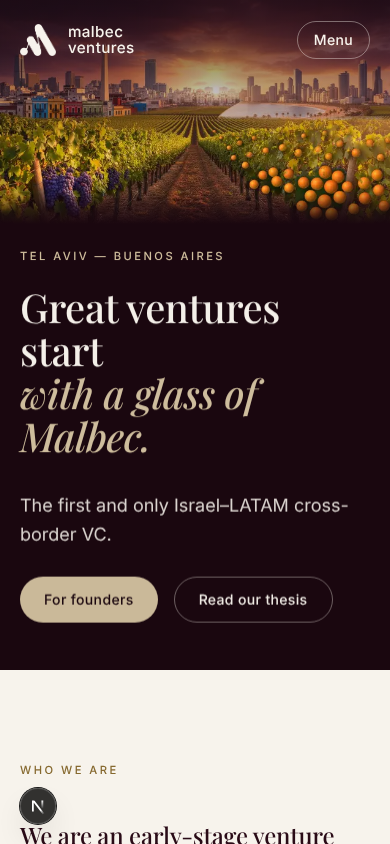 malbec
ventures
Menu
TEL AVIV — BUENOS AIRES
Great ventures
start
with a glass of
Malbec.
The first and only Israel–LATAM cross-
border VC.
For founders
Read our thesis
WHO WE ARE
N
We are an early-stage venture